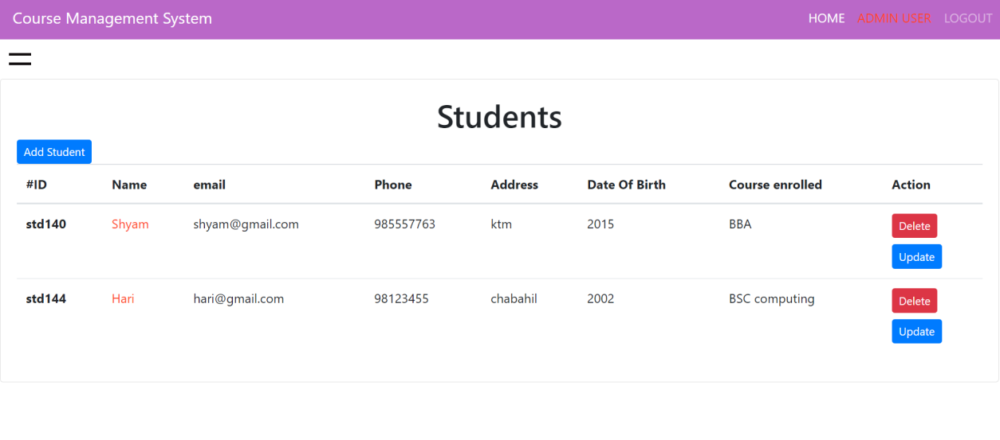 Course Management System HOME ADMIN USER LOGOUT
Students
Add Student
#ID Name email Phone Address Date Of Birth Course enrolled Action
std140 Shyam shyam@gmail.com 985557763 ktm 2015 BBA Delete
Update
std144 Hari hari@gmail.com 98123455 chabahil 2002 BSC computing Delete
Update